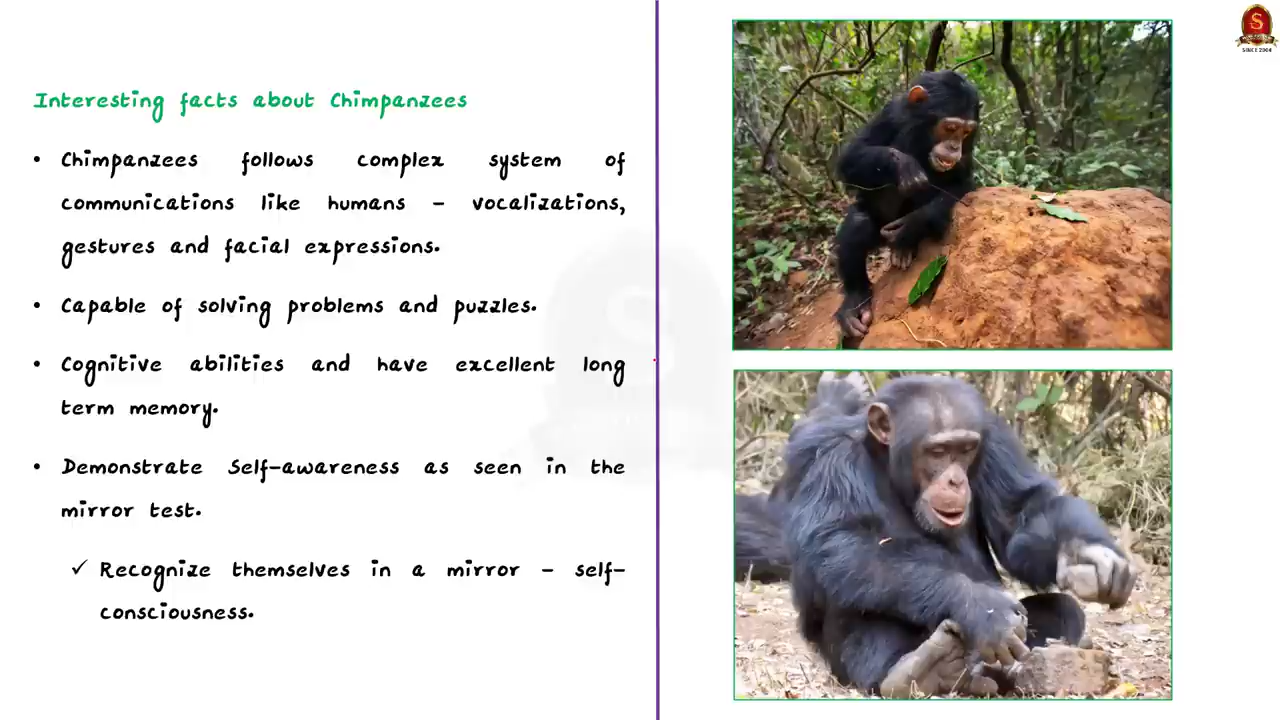 Interesting facts about Chimpanzees
• Chimpanzees follows complex system of
communications like humans – vocalizations,
gestures and facial expressions.
• Capable of solving problems and puzzles.
• Cognitive abilities and have excellent long
term memory.
• Demonstrate Self-awareness as seen in the
mirror test.
✓ Recognize themselves in a mirror – self-
consciousness.
S
SINCE 2004